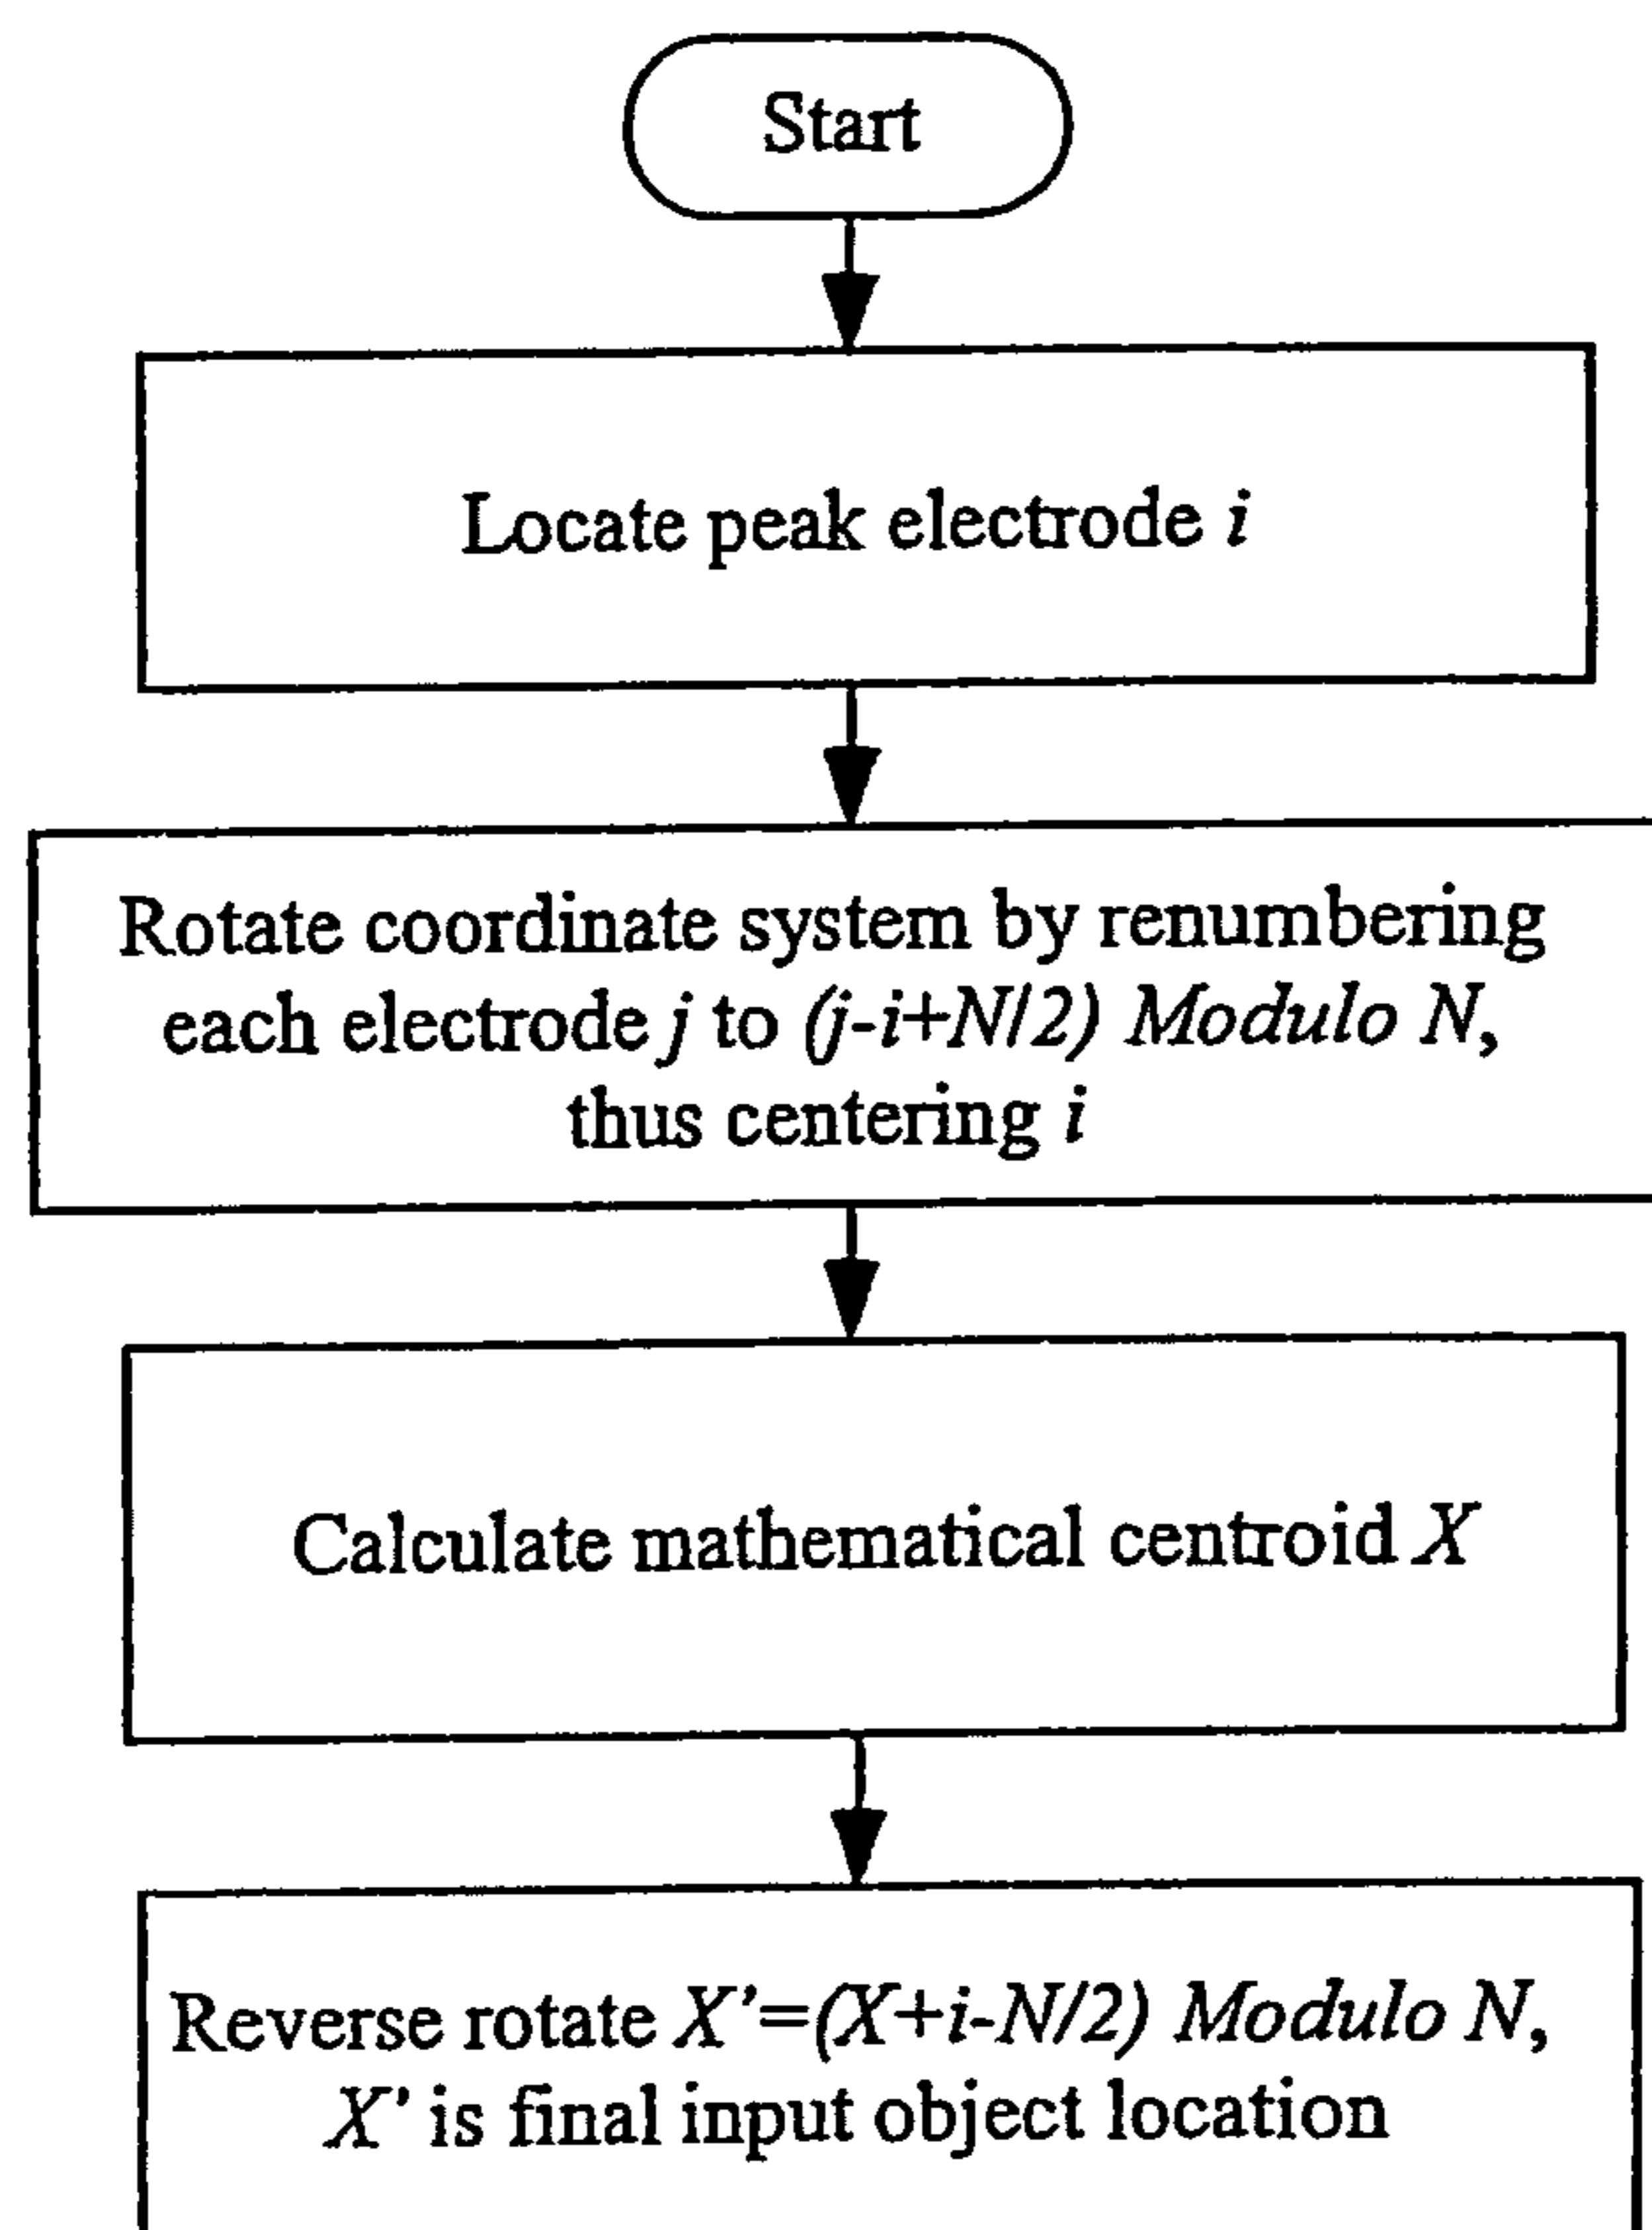 Start
Locate peak electrode i
Rotate coordinate system by renumbering
each electrode j to (j-i+N/2) Modulo N,
thus centering i
Calculate mathematical centroid X
Reverse rotate X’=(X+i-N/2) Modulo N,
X’ is final input object location